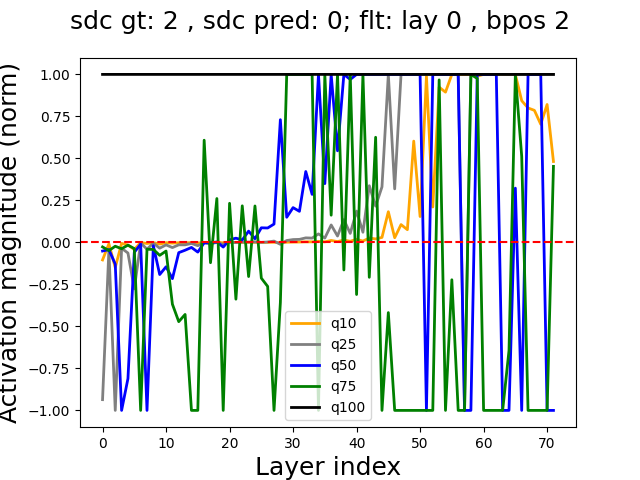 sdc gt: 2 , sdc pred: 0; flt: lay 0 , bpos 2
Activation magnitude (norm)
1.00
0.75
0.50
0.25
0.00
−0.25
−0.50
−0.75
−1.00
q10
q25
q50
q75
q100
0 10 20 30 40 50 60 70
Layer index